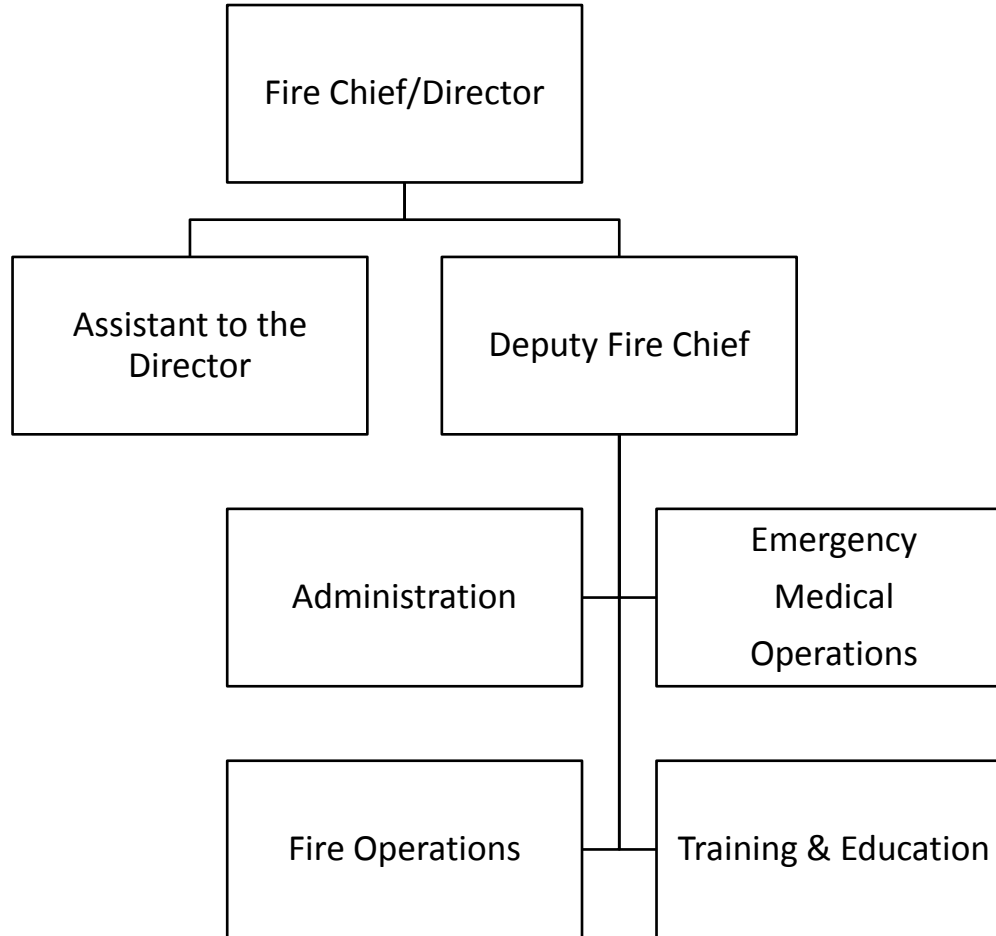 Fire Chief/Director
Assistant to the
Director
Deputy Fire Chief
Administration
Emergency
Medical
Operations
Fire Operations
Training & Education